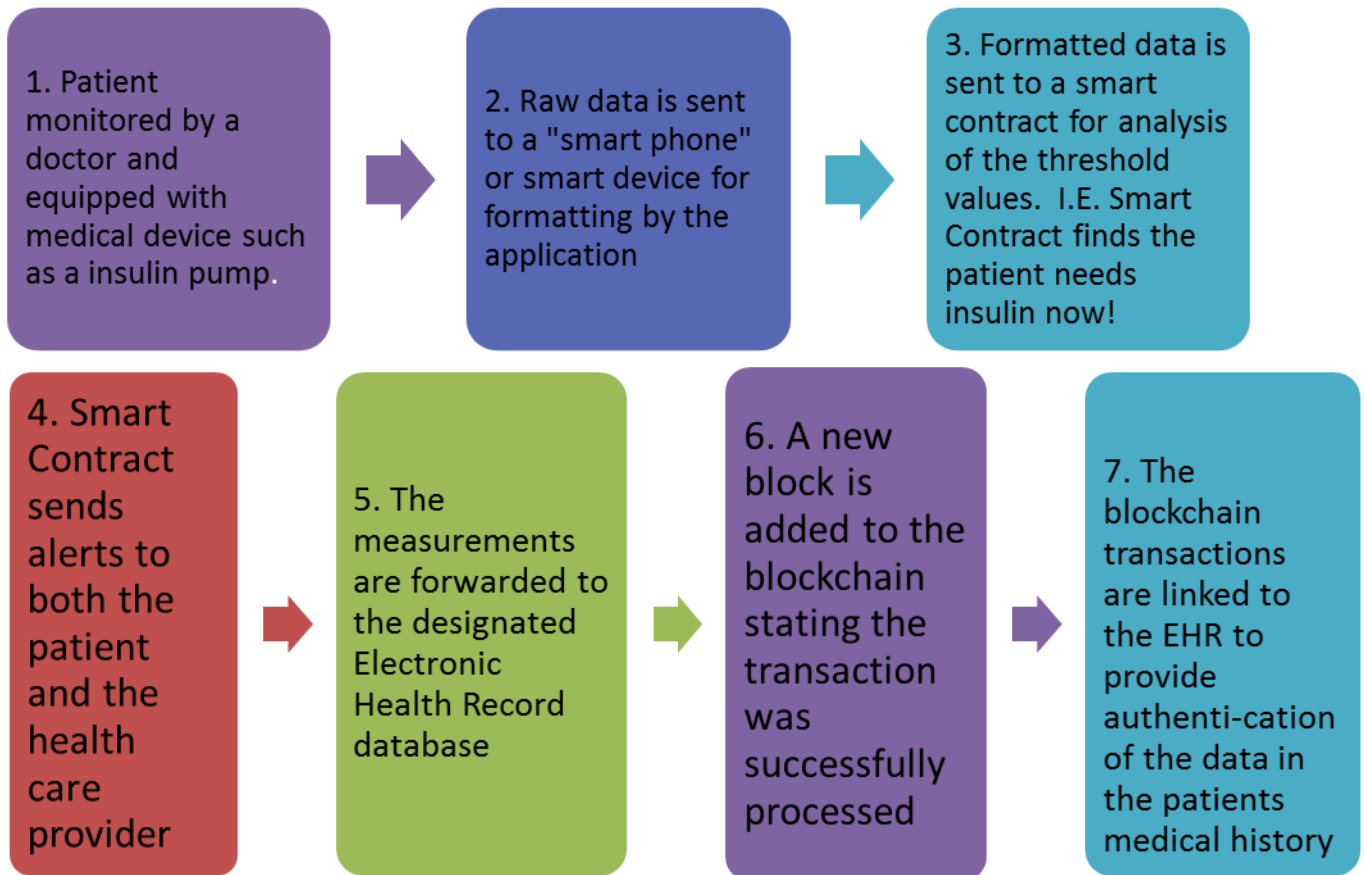 1. Patient
monitored by a
doctor and
equipped with
medical device such
as a insulin pump.
2. Raw data is sent
to a "smart phone"
or smart device for
formatting by the
application
3. Formatted data is
sent to a smart
contract for analysis
of the threshold
values.  I.E. Smart
Contract finds the
patient needs
insulin now!
4. Smart
Contract
sends
alerts to
both the
patient
and the
health
care
provider
5. The
measurements
are forwarded to
the designated
Electronic
Health Record
database
6. A new
block is
added to the
blockchain
stating the
transaction
was
successfully
processed
7. The
blockchain
transactions
are linked to
the EHR to
provide
authenti-cation
of the data in
the patients
medical history